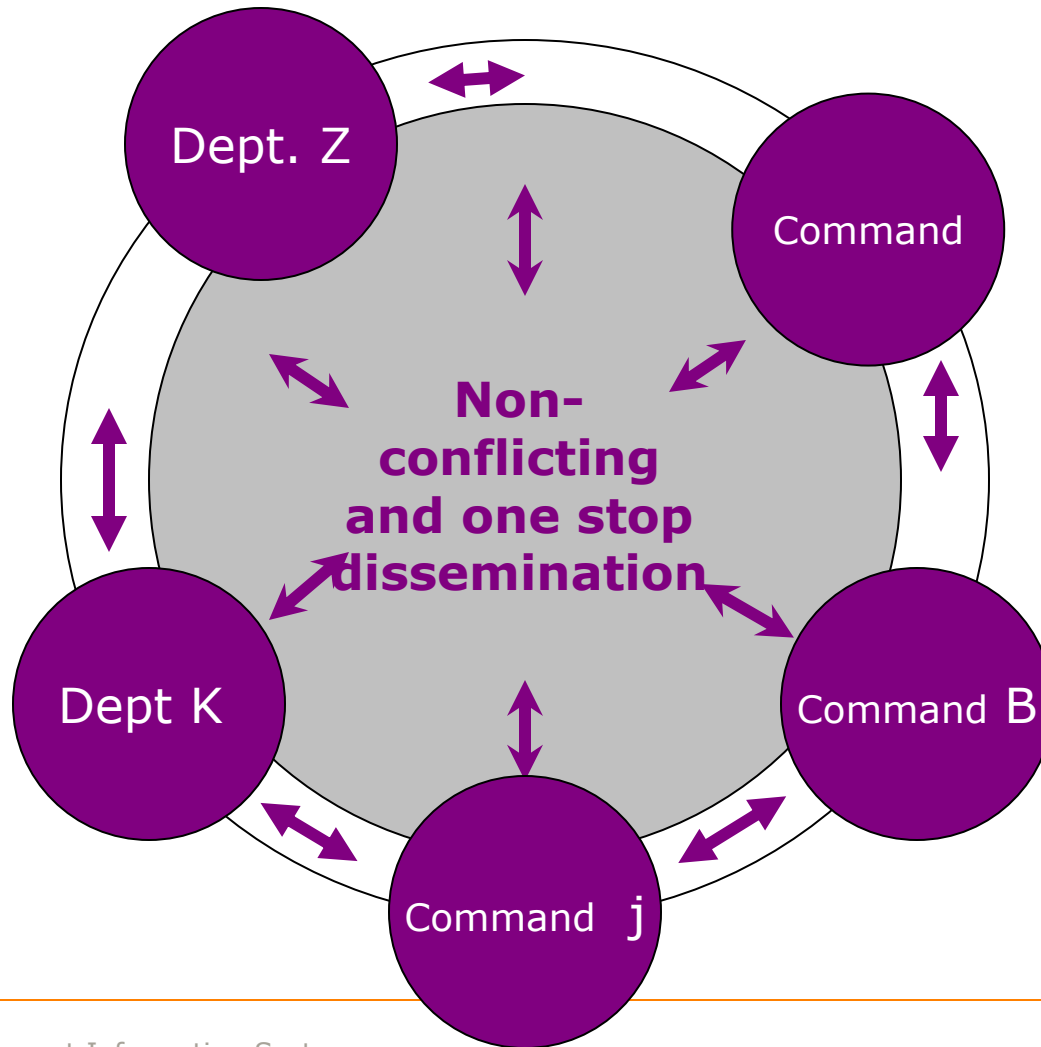 Dept. Z
Command
Non-
conflicting
and one stop
dissemination
Dept K
Command B
Command j